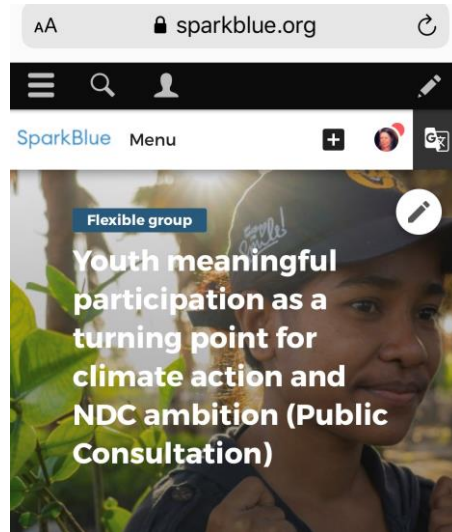 AA sparkblue.org
SparkBlue Menu
Flexible group
Youth meaningful
participation as a
turning point for
climate action and
NDC ambition (Public
Consultation)